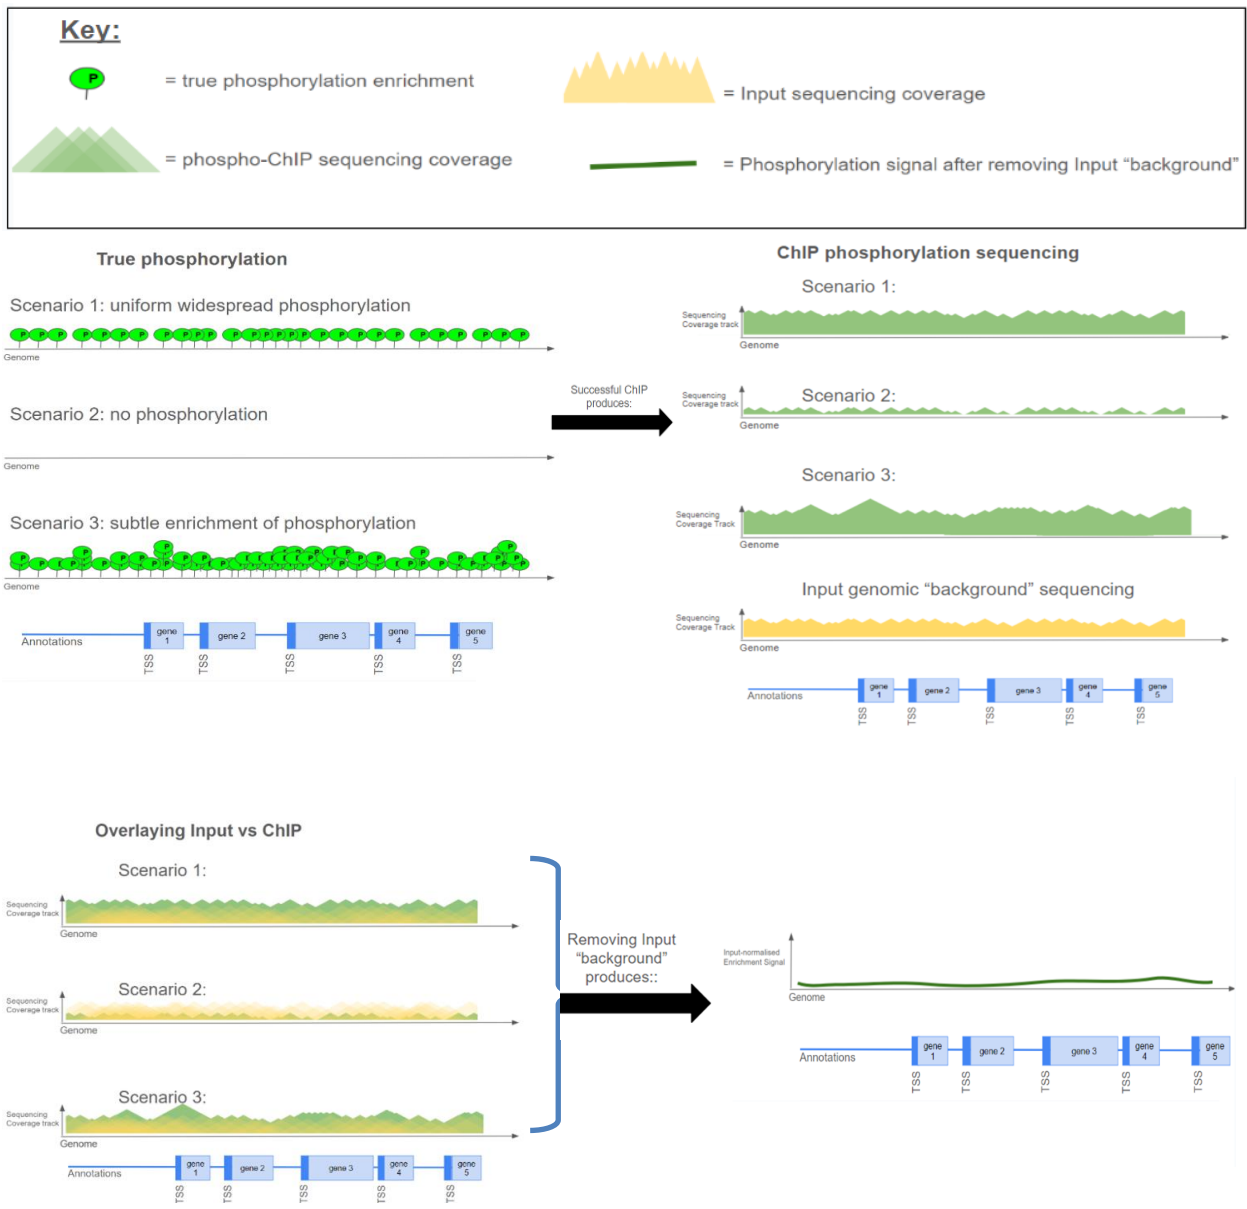 Key:
P
= true phosphorylation enrichment
= Input sequencing coverage
= phospho-ChIP sequencing coverage
= Phosphorylation signal after removing Input “background”
True phosphorylation
Scenario 1: uniform widespread phosphorylation
Genome
Scenario 2: no phosphorylation
Genome
Scenario 3: subtle enrichment of phosphorylation
Genome
Annotations
gene
1
gene 2
gene 3
gene
4
gene
5
TSS
TSS
TSS
TSS
TSS
Successful ChIP
produces:
ChIP phosphorylation sequencing
Scenario 1:
Sequencing
Coverage track
Genome
Scenario 2:
Sequencing
Coverage track
Genome
Scenario 3:
Sequencing
Coverage Track
Genome
Input genomic “background” sequencing
Sequencing
Coverage Track
Genome
Annotations
gene
1
gene 2
gene 3
gene
4
gene
5
TSS
TSS
TSS
TSS
TSS
Overlaying Input vs ChIP
Scenario 1:
Sequencing
Coverage track
Genome
Scenario 2:
Sequencing
Coverage track
Genome
Scenario 3:
Sequencing
Coverage track
Genome
Annotations
gene
1
gene 2
gene 3
gene
4
gene
5
TSS
TSS
TSS
TSS
TSS
Removing Input
“background”
produces::
Input-normalised
Enrichment Signal
Genome
Annotations
gene
1
gene 2
gene 3
gene
4
gene
5
TSS
TSS
TSS
TSS
TSS